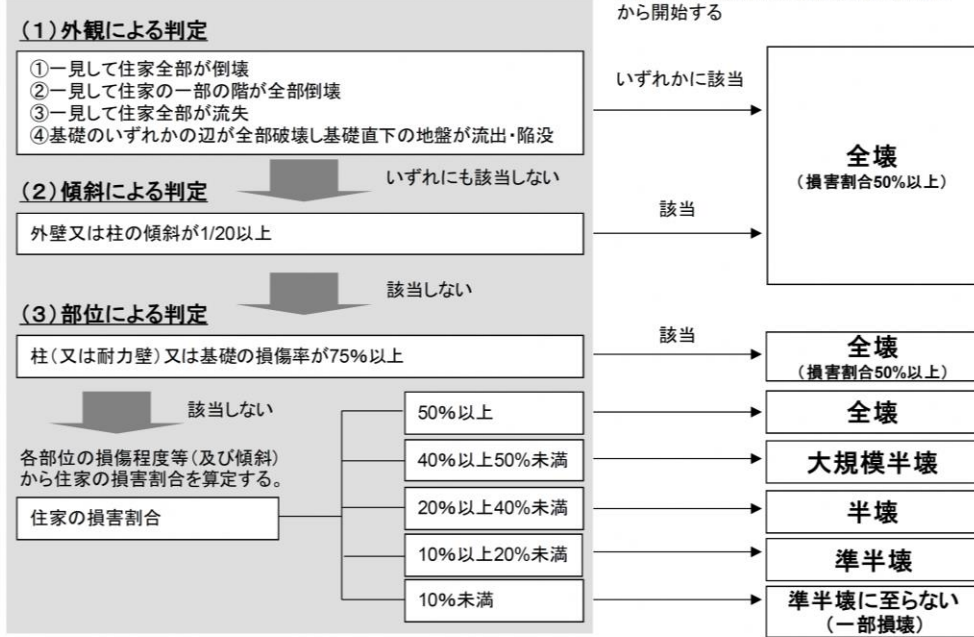 から開始する
(1)外観による判定
①一見して住家全部が倒壊
②一見して住家の一部の階が全部倒壊
③一見して住家全部が流失
④基礎のいずれかの辺が全部破壊し基礎直下の地盤が流出・陥没
いずれかに該当
全壊
(損害割合50%以上)
いずれにも該当しない
(2)傾斜による判定
外壁又は柱の傾斜が1/20以上
該当
該当しない
(3)部位による判定
柱(又は耐力壁)又は基礎の損傷率が75%以上
該当
全壊
(損害割合50%以上)
該当しない
各部位の損傷程度等(及び傾斜)
から住家の損害割合を算定する。
住家の損害割合
50%以上
全壊
40%以上50%未満
大規模半壊
20%以上40%未満
半壊
10%以上20%未満
準半壊
10%未満
準半壊に至らない
(一部損壊)